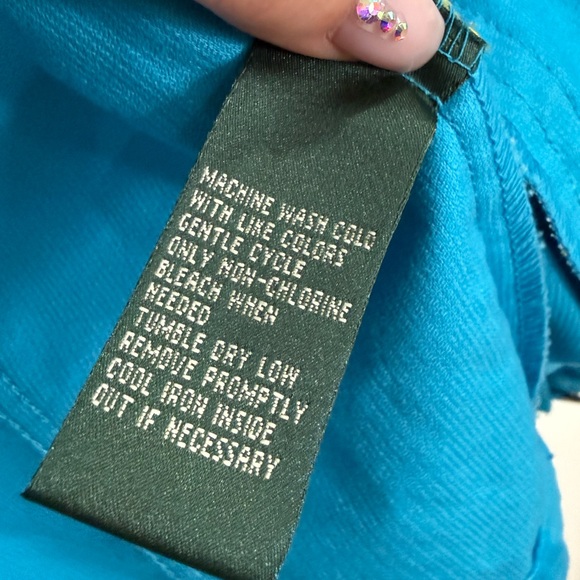 MACHINE WASH COLD
WITH LIKE COLORS
GENTLE CYCLE
ONLY NON-CHLORINE
BLEACH WHEN
NEEDED
TUMBLE DRY LOW
REMOVE PROMPTLY
COOL IRON INSIDE
OUT IF NECESSARY